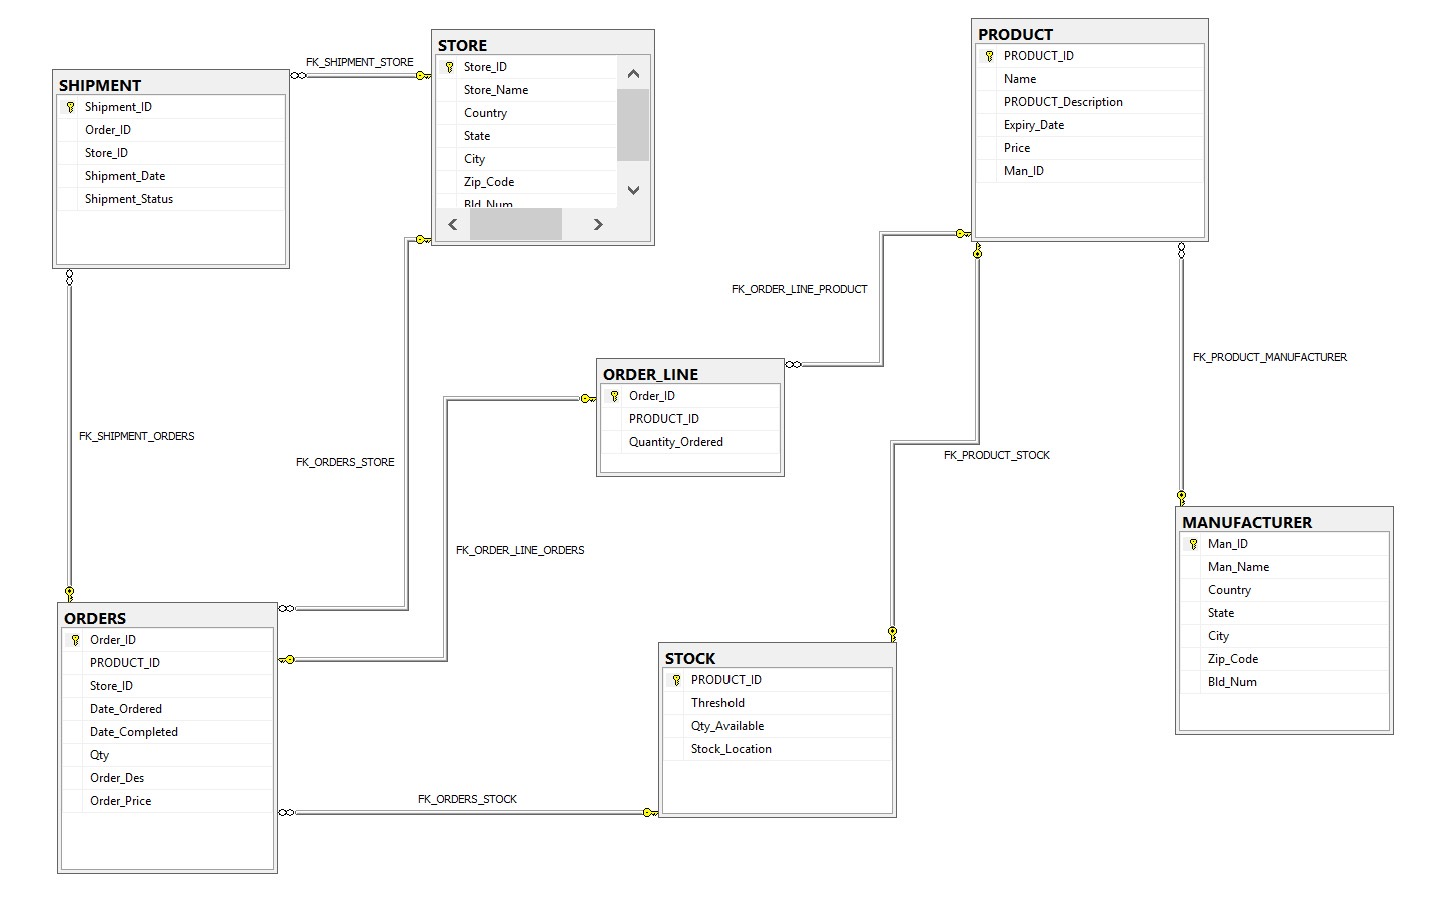 STORE
Store_ID
Store_Name
Country
State
City
Zip_Code
Bld_Num
PRODUCT
PRODUCT_ID
Name
PRODUCT_Description
Expiry_Date
Price
Man_ID
FK_SHIPMENT_STORE
SHIPMENT
Shipment_ID
Order_ID
Store_ID
Shipment_Date
Shipment_Status
FK_ORDER_LINE_PRODUCT
FK_PRODUCT_MANUFACTURER
ORDER_LINE
Order_ID
PRODUCT_ID
Quantity_Ordered
FK_SHIPMENT_ORDERS
FK_ORDERS_STORE
FK_PRODUCT_STOCK
FK_ORDER_LINE_ORDERS
MANUFACTURER
Man_ID
Man_Name
Country
State
City
Zip_Code
Bld_Num
ORDERS
Order_ID
PRODUCT_ID
Store_ID
Date_Ordered
Date_Completed
Qty
Order_Des
Order_Price
STOCK
PRODUCT_ID
Threshold
Qty_Available
Stock_Location
FK_ORDERS_STOCK